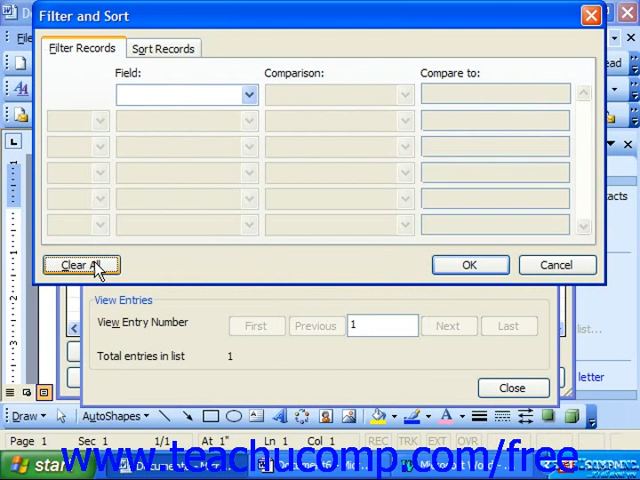 Filter and Sort
Filter Records
Sort Records
Field:
Comparison:
Compare to:
Clear All
OK
Cancel
View Entries
View Entry Number
First
Previous
1
Next
Last
Total entries in list
1
Close
letter
Draw
AutoShapes
Page 1
Sec 1
1/1
At 1"
Ln 1
Col 1
REC
TRK
EXT
OVR
start
www.teachucomp.com/free